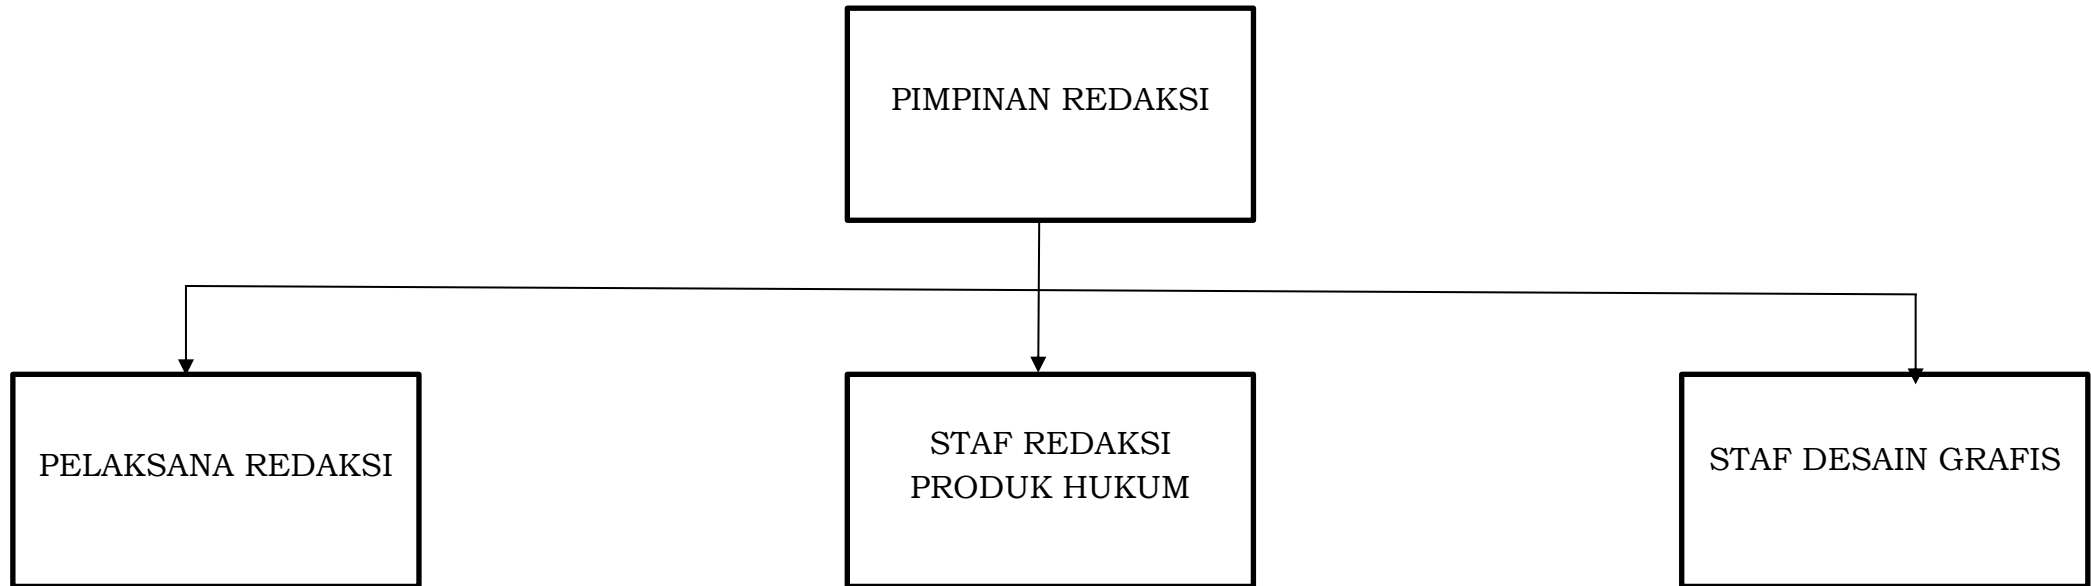 PIMPINAN REDAKSI
PELAKSANA REDAKSI
STAF REDAKSI
PRODUK HUKUM
STAF DESAIN GRAFIS